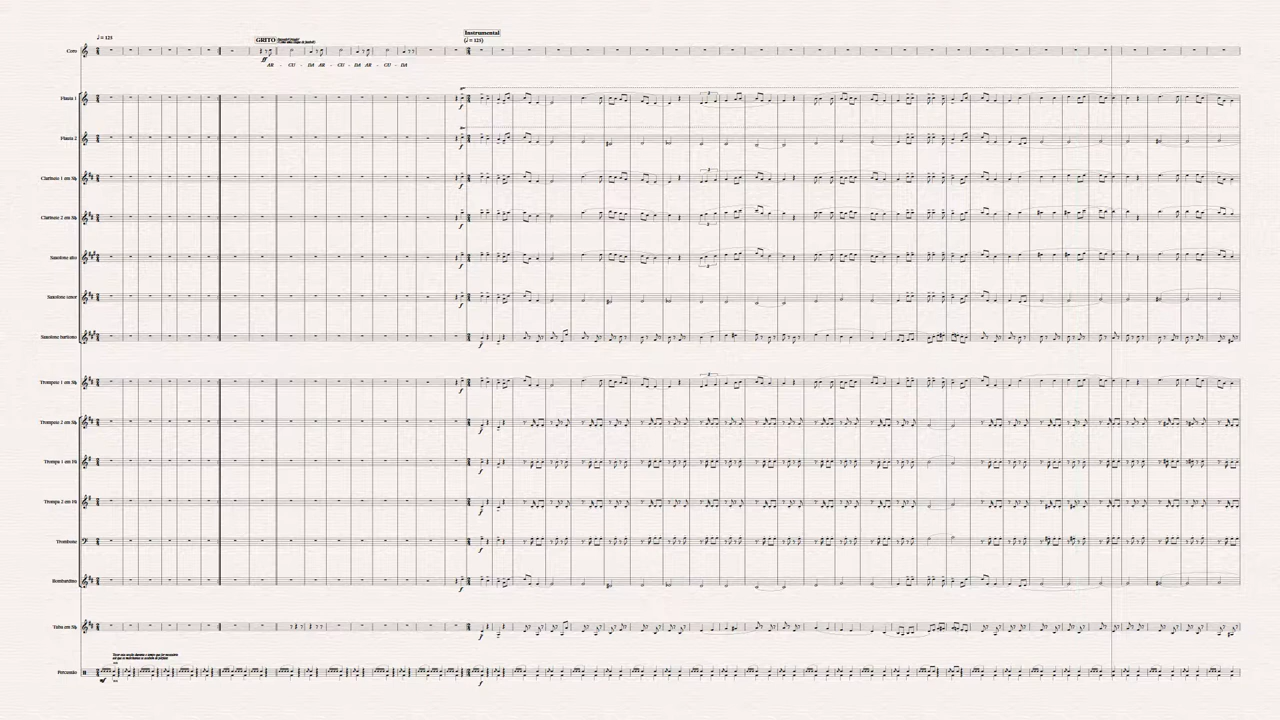 ♩ = 125
GRITO
Instrumental
(♩ = 125)
Coro
ff
AR - CU - DA AR - CU - DA AR - CU - DA
Flauta 1
f
Flauta 2
f
Clarinete 1 em Sib
f
Clarinete 2 em Sib
f
Saxofone alto
f
Saxofone tenor
f
Saxofone barítono
f
Trompete 1 em Sib
f
Trompete 2 em Sib
f
Trompa 1 em Fá
f
Trompa 2 em Fá
f
Trombone
f
Bombardino
f
Tuba em Sib
f
Percussão
mf
f